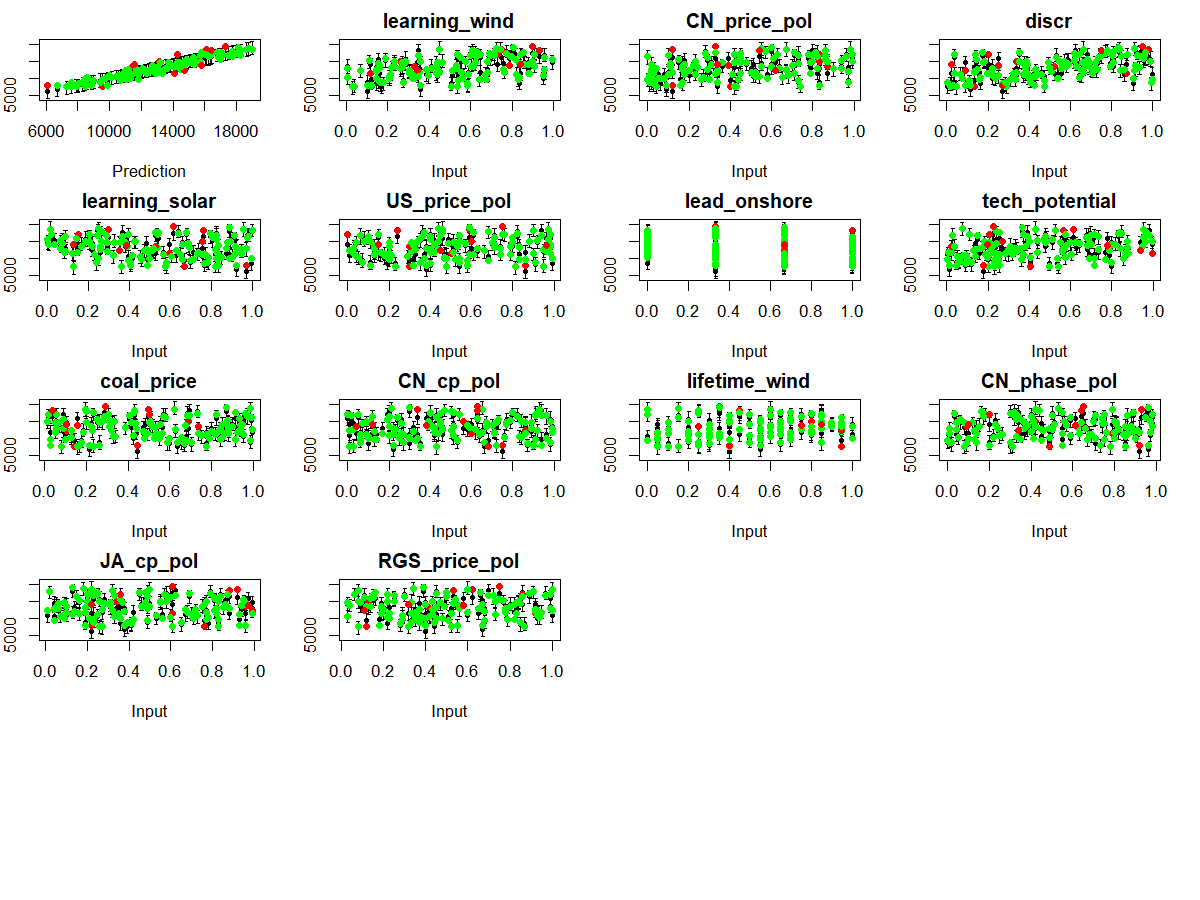 learning_wind CN_price_pol discr
5000 5000 5000 5000
6000 10000 14000 18000 0.0 0.2 0.4 0.6 0.8 1.0 0.0 0.2 0.4 0.6 0.8 1.0 0.0 0.2 0.4 0.6 0.8 1.0
Prediction Input Input Input
learning_solar US_price_pol lead_onshore tech_potential
5000 5000 5000 5000
0.0 0.2 0.4 0.6 0.8 1.0 0.0 0.2 0.4 0.6 0.8 1.0 0.0 0.2 0.4 0.6 0.8 1.0 0.0 0.2 0.4 0.6 0.8 1.0
Input Input Input Input
coal_price CN_cp_pol lifetime_wind CN_phase_pol
5000 5000 5000 5000
0.0 0.2 0.4 0.6 0.8 1.0 0.0 0.2 0.4 0.6 0.8 1.0 0.0 0.2 0.4 0.6 0.8 1.0 0.0 0.2 0.4 0.6 0.8 1.0
Input Input Input Input
JA_cp_pol RGS_price_pol
5000 5000
0.0 0.2 0.4 0.6 0.8 1.0 0.0 0.2 0.4 0.6 0.8 1.0
Input Input